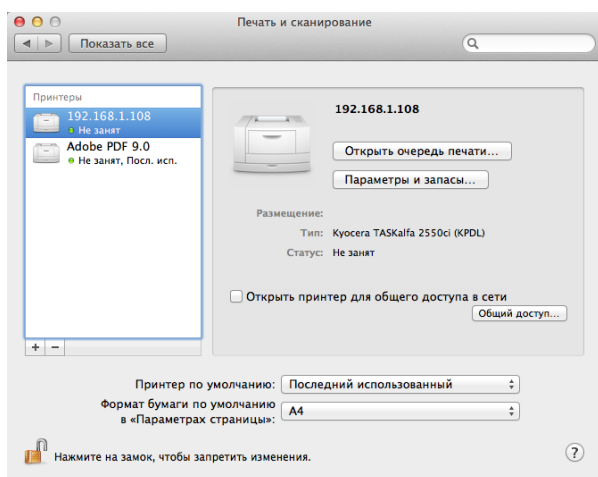 Печать и сканирование
Показать все
Принтеры
192.168.1.108
Не занят
Adobe PDF 9.0
Не занят, Посл. исп.
192.168.1.108
Открыть очередь печати...
Параметры и запасы...
Размещение:
Тип: Kyocera TASKalfa 2550ci (KPDL)
Статус: Не занят
Открыть принтер для общего доступа в сети
Общий доступ...
+ −
Принтер по умолчанию: Последний использованный
Формат бумаги по умолчанию
в «Параметрах страницы»: A4
Нажмите на замок, чтобы запретить изменения.
?